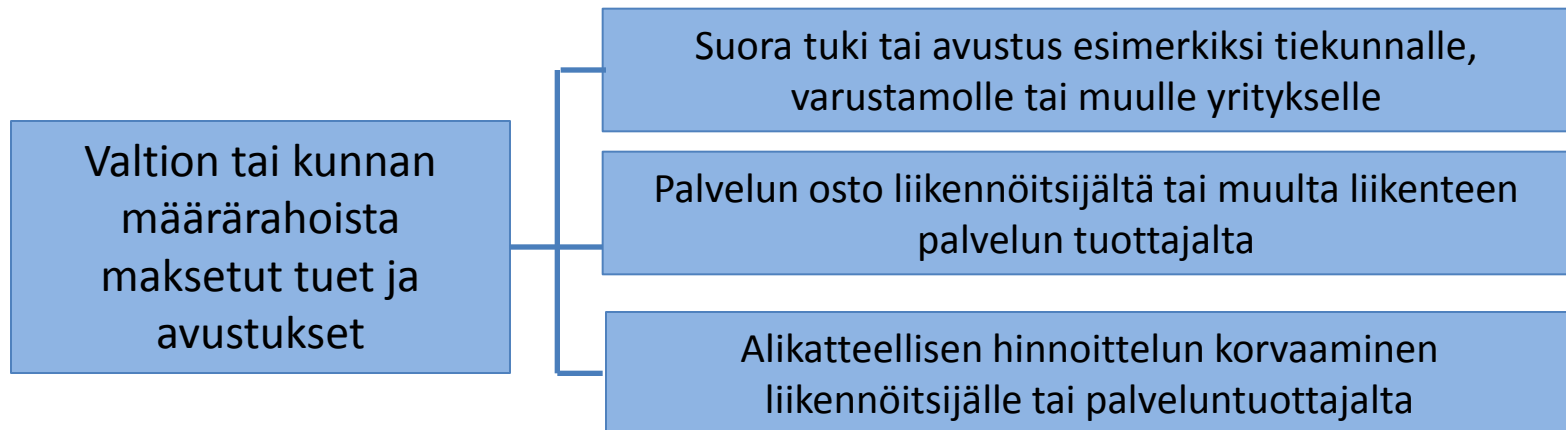 Valtion tai kunnan
määrärahoista
maksetut tuet ja
avustukset
Suora tuki tai avustus esimerkiksi tiekunnalle,
varustamolle tai muulle yritykselle
Palvelun osto liikennöitsijältä tai muulta liikenteen
palvelun tuottajalta
Alikatteellisen hinnoittelun korvaaminen
liikennöitsijälle tai palveluntuottajalta